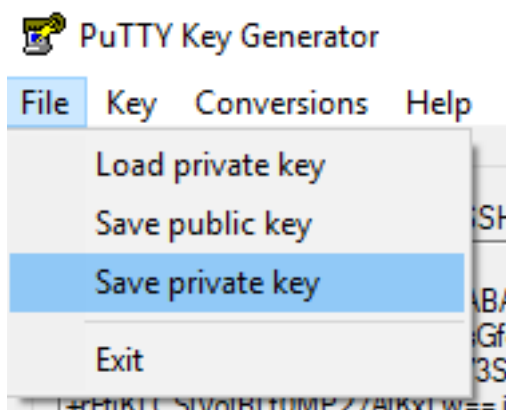 PuTTY Key Generator
File Key Conversions Help
Load private key
Save public key
Save private key
Exit